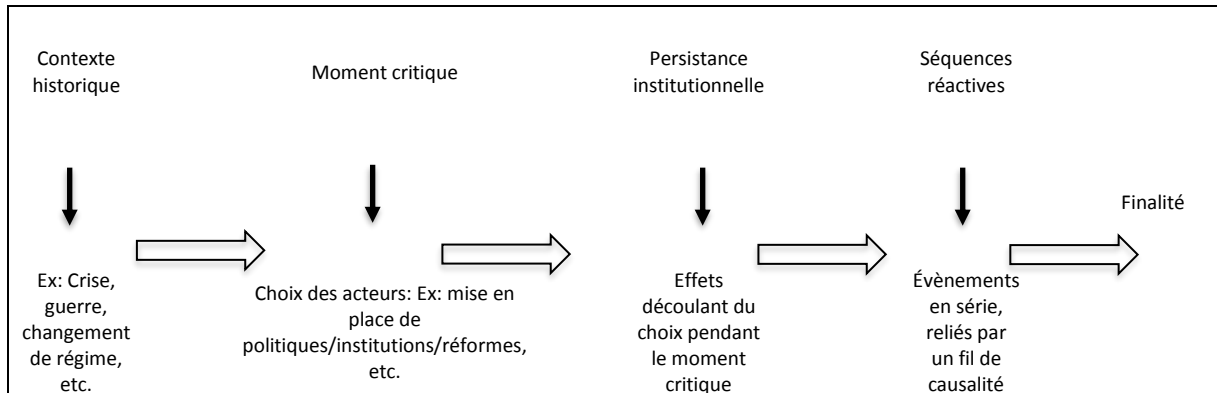 Contexte
historique
Moment critique
Persistance
institutionnelle
Séquences
réactives
Finalité
Ex: Crise,
guerre,
changement
de régime,
etc.
Choix des acteurs: Ex: mise en
place de
politiques/institutions/réformes,
etc.
Effets
découlant du
choix pendant
le moment
critique
Évènements
en série,
reliés par
un fil de
causalité